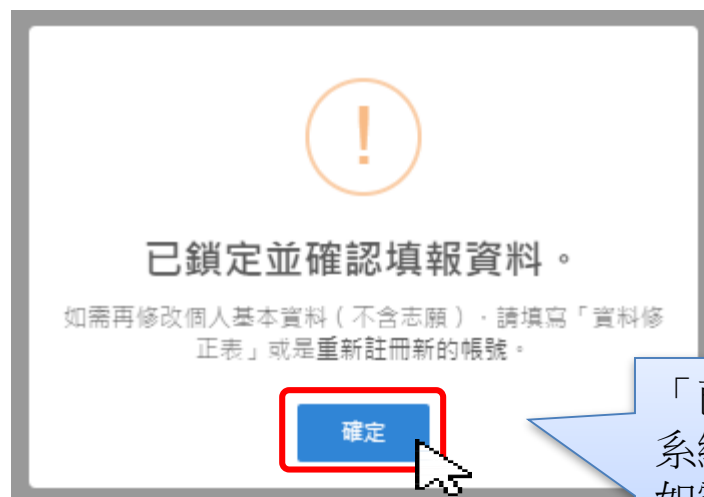 !
已鎖定並確認填報資料。
如需再修改個人基本資料（不含志願），請填寫「資料修
正表」或是重新註冊新的帳號。
確定
「
系
如